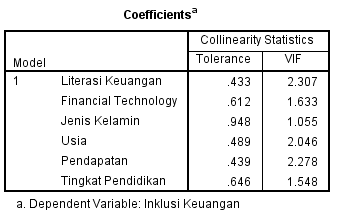 Coefficientsª
Collinearity Statistics
Model Tolerance VIF
1 Literasi Keuangan .433 2.307
Financial Technology .612 1.633
Jenis Kelamin .948 1.055
Usia .489 2.046
Pendapatan .439 2.278
Tingkat Pendidikan .646 1.548
a. Dependent Variable: Inklusi Keuangan